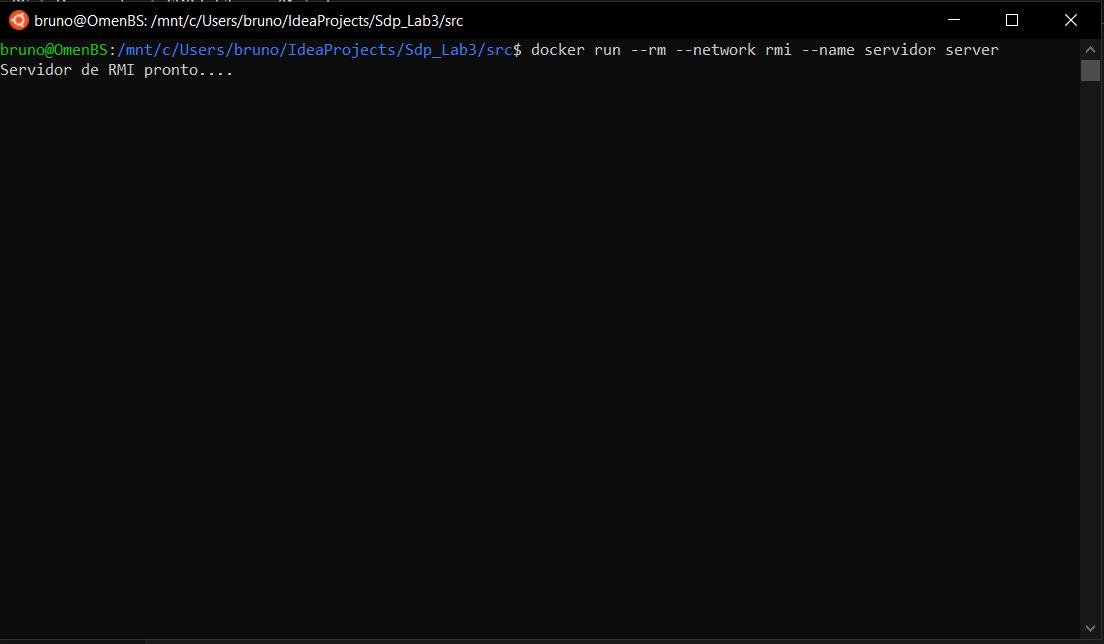 bruno@OmenBS: /mnt/c/Users/bruno/IdeaProjects/Sdp_Lab3/src
bruno@OmenBS:/mnt/c/Users/bruno/IdeaProjects/Sdp_Lab3/src$ docker run --rm --network rmi --name servidor server
Servidor de RMI pronto....